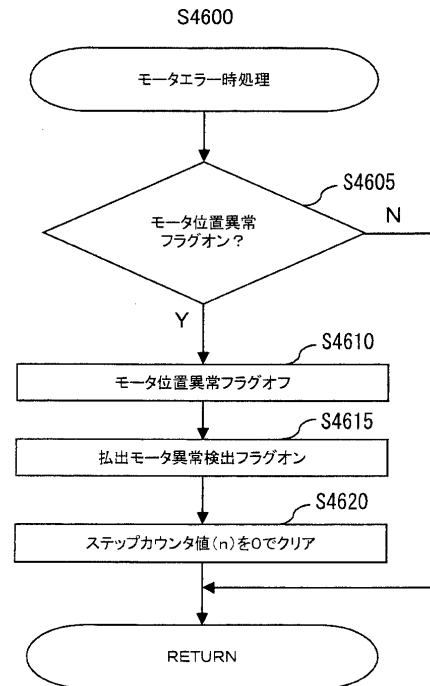 S4600
モータエラー時処理
S4605
モータ位置異常
フラグオン?
N
Y
S4610
モータ位置異常フラグオフ
S4615
払出モータ異常検出フラグオン
S4620
ステップカウンタ値(n)を0でクリア
RETURN